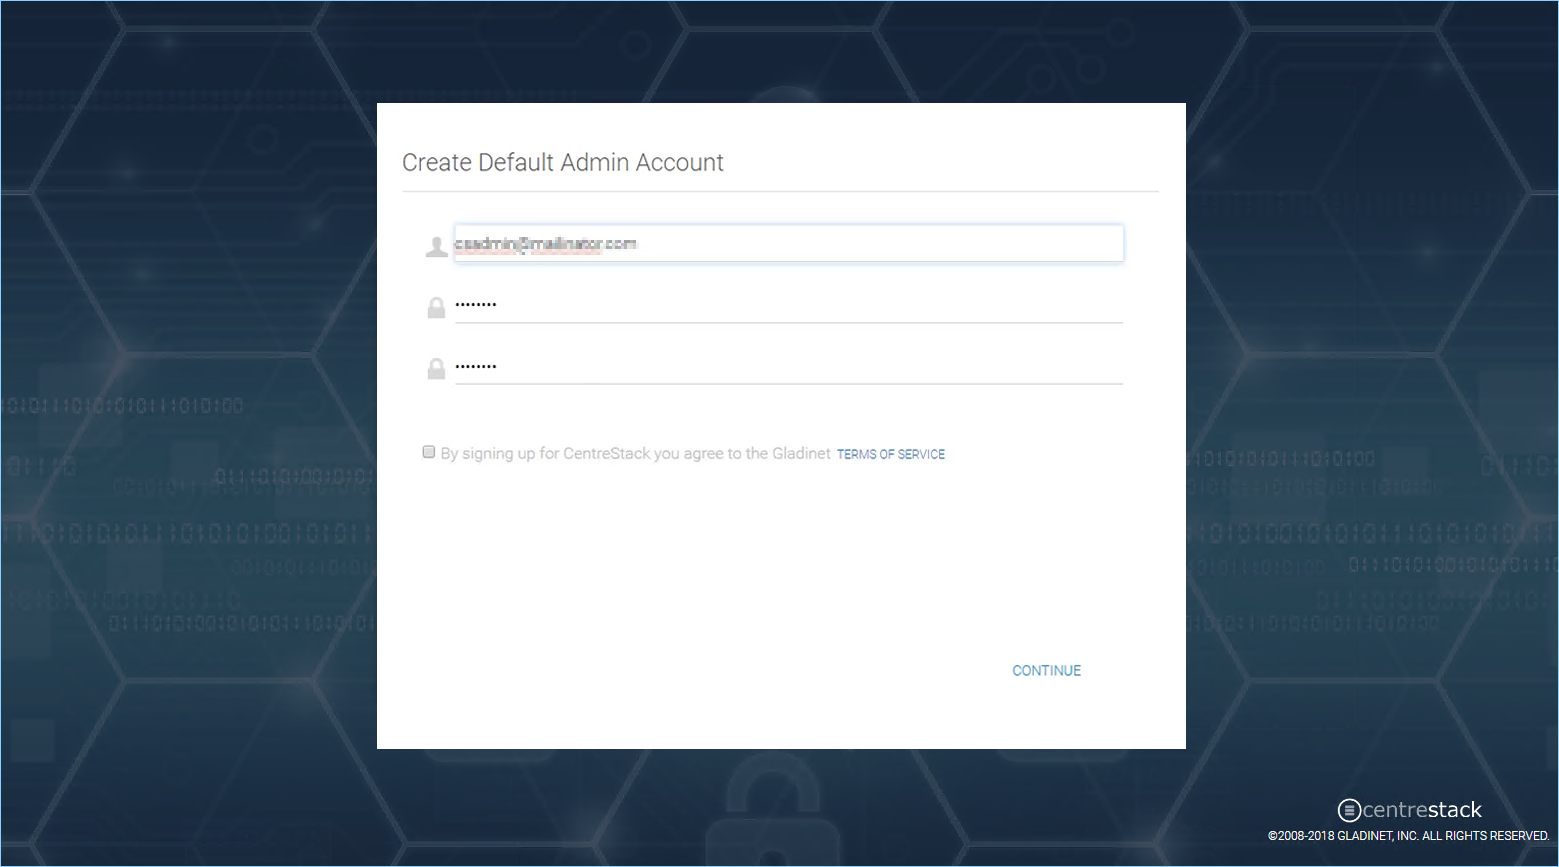 Create Default Admin Account
csadmin@mailinator.com
••••••••
••••••••
By signing up for CentreStack you agree to the Gladinet TERMS OF SERVICE
CONTINUE
centrestack
©2008-2018 GLADINET, INC. ALL RIGHTS RESERVED.